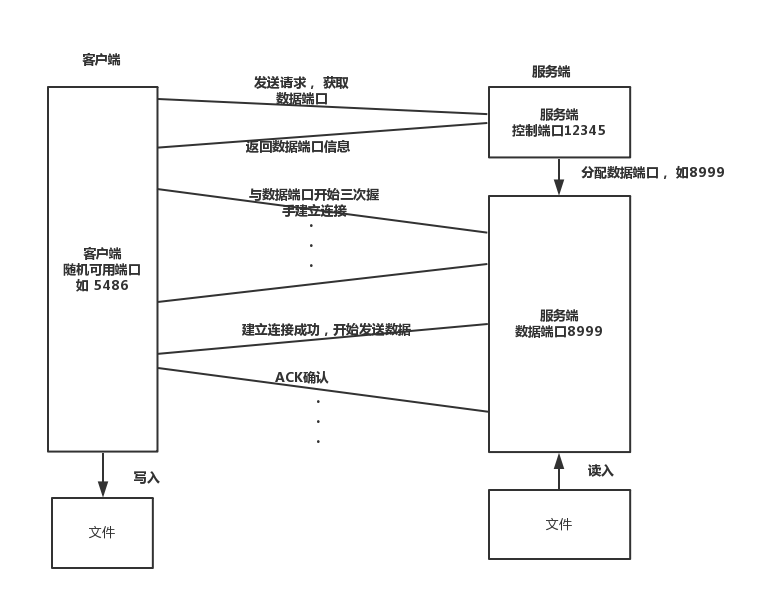 客户端
服务端
发送请求，获取
数据端口
服务端
控制端口12345
返回数据端口信息
分配数据端口，如8999
与数据端口开始三次握
手建立连接
客户端
随机可用端口
如 5486
服务端
数据端口8999
建立连接成功，开始发送数据
ACK确认
写入
读入
文件
文件